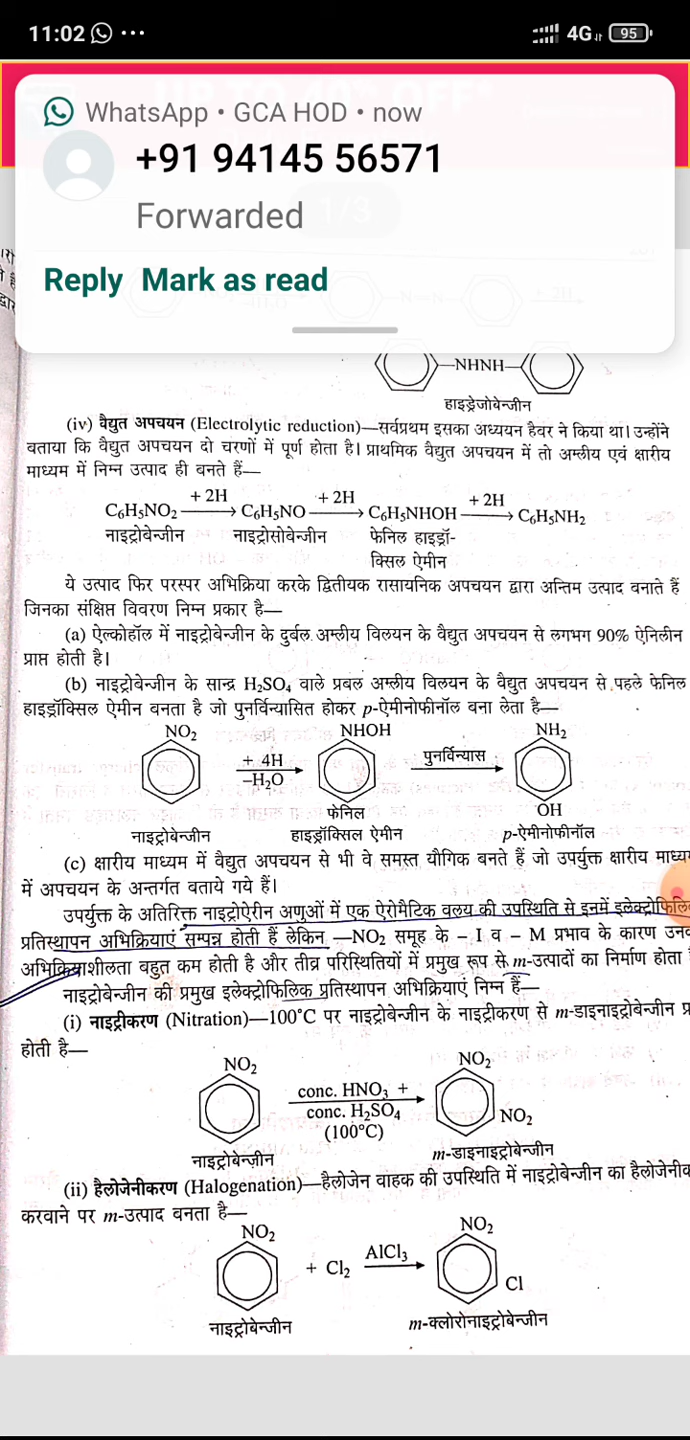 11:02
4G 95
WhatsApp • GCA HOD • now
+91 94145 56571
Forwarded
1/3
Reply Mark as read
—NHNH—
हाइड्रेजोबेन्जीन
(iv) वैद्युत अपचयन (Electrolytic reduction)—सर्वप्रथम इसका अध्ययन हैबर ने किया था। उन्होंने
बताया कि वैद्युत अपचयन दो चरणों में पूर्ण होता है। प्राथमिक वैद्युत अपचयन में तो अम्लीय एवं क्षारीय
माध्यम में निम्न उत्पाद ही बनते हैं—
+ 2H + 2H + 2H
C₆H₅NO₂ ⟶ C₆H₅NO ⟶ C₆H₅NHOH ⟶ C₆H₅NH₂
नाइट्रोबेन्जीन नाइट्रोसोबेन्जीन फेनिल हाइड्रॉ-
क्सिल ऐमीन
ये उत्पाद फिर परस्पर अभिक्रिया करके द्वितीयक रासायनिक अपचयन द्वारा अन्तिम उत्पाद बनाते हैं
जिनका संक्षिप्त विवरण निम्न प्रकार है—
(a) ऐल्कोहॉल में नाइट्रोबेन्जीन के दुर्बल अम्लीय विलयन के वैद्युत अपचयन से लगभग 90% ऐनिलीन
प्राप्त होती है।
(b) नाइट्रोबेन्जीन के सान्द्र H₂SO₄ वाले प्रबल अम्लीय विलयन के वैद्युत अपचयन से पहले फेनिल
हाइड्रॉक्सिल ऐमीन बनता है जो पुनर्विन्यासित होकर p-ऐमीनोफीनॉल बना लेता है—
NO₂ NHOH NH₂
+ 4H पुनर्विन्यास
–H₂O
फेनिल OH
नाइट्रोबेन्जीन हाइड्रॉक्सिल ऐमीन p-ऐमीनोफीनॉल
(c) क्षारीय माध्यम में वैद्युत अपचयन से भी वे समस्त यौगिक बनते हैं जो उपर्युक्त क्षारीय माध्य
में अपचयन के अन्तर्गत बताये गये हैं।
उपर्युक्त के अतिरिक्त नाइट्रोऐरीन अणुओं में एक ऐरोमैटिक वलय की उपस्थिति से इनमें इलेक्ट्रोफिलि
प्रतिस्थापन अभिक्रियाएं सम्पन्न होती हैं लेकिन —NO₂ समूह के – I व – M प्रभाव के कारण उन
अभिक्रियाशीलता बहुत कम होती है और तीव्र परिस्थितियों में प्रमुख रूप से m-उत्पादों का निर्माण होता
नाइट्रोबेन्जीन की प्रमुख इलेक्ट्रोफिलिक प्रतिस्थापन अभिक्रियाएं निम्न हैं—
(i) नाइट्रीकरण (Nitration)—100°C पर नाइट्रोबेन्जीन के नाइट्रीकरण से m-डाइनाइट्रोबेन्जीन प्र
होती है—
NO₂ NO₂
conc. HNO₃ +
conc. H₂SO₄ NO₂
(100°C)
नाइट्रोबेन्ज़ीन m-डाइनाइट्रोबेन्जीन
(ii) हैलोजेनीकरण (Halogenation)—हैलोजेन वाहक की उपस्थिति में नाइट्रोबेन्जीन का हैलोजेनीक
करवाने पर m-उत्पाद बनता है—
NO₂ NO₂
+ Cl₂ AlCl₃
Cl
नाइट्रोबेन्जीन m-क्लोरोनाइट्रोबेन्जीन